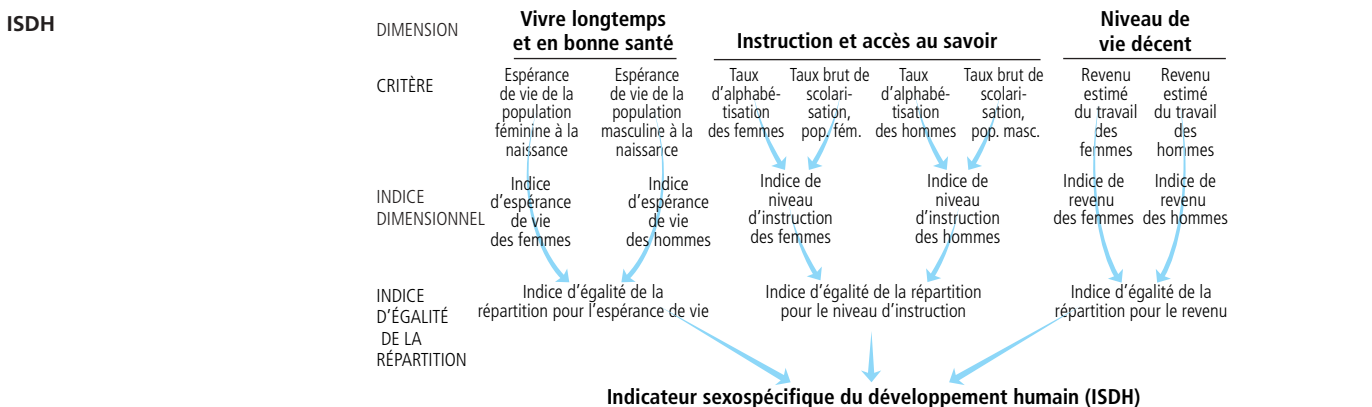 ISDH
DIMENSION
Vivre longtemps
et en bonne santé
Instruction et accès au savoir
Niveau de
vie décent
CRITÈRE
Espérance
de vie de la
population
féminine à la
naissance
Espérance
de vie de la
population
masculine à la
naissance
Taux
d'alphabé-
tisation
des femmes
Taux brut de
scolari-
sation,
pop. fém.
Taux
d'alphabé-
tisation
des hommes
Taux brut de
scolari-
sation,
pop. masc.
Revenu
estimé
du travail
des
femmes
Revenu
estimé
du travail
des
hommes
INDICE
DIMENSIONNEL
Indice
d'espérance
de vie
des femmes
Indice
d'espérance
de vie
des hommes
Indice de
niveau
d'instruction
des femmes
Indice de
niveau
d'instruction
des hommes
Indice de
revenu
des femmes
Indice de
revenu
des hommes
INDICE
D'ÉGALITÉ
DE LA
RÉPARTITION
Indice d'égalité de la
répartition pour l'espérance de vie
Indice d'égalité de la répartition
pour le niveau d'instruction
Indice d'égalité de la
répartition pour le revenu
Indicateur sexospécifique du développement humain (ISDH)